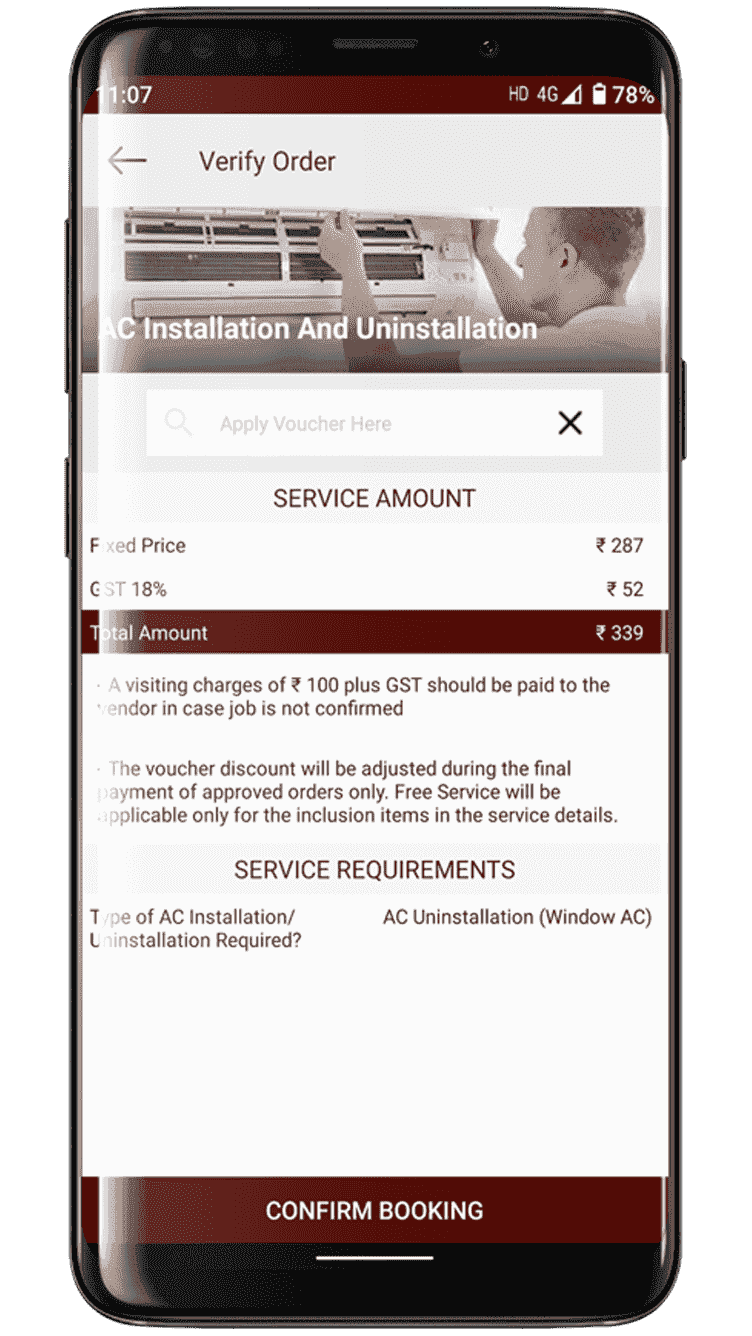 11:07 HD 4G 78%
Verify Order
AC Installation And Uninstallation
Apply Voucher Here
SERVICE AMOUNT
Fixed Price ₹ 287
GST 18% ₹ 52
Total Amount ₹ 339
· A visiting charges of ₹ 100 plus GST should be paid to the
vendor in case job is not confirmed
· The voucher discount will be adjusted during the final
payment of approved orders only. Free Service will be
applicable only for the inclusion items in the service details.
SERVICE REQUIREMENTS
Type of AC Installation/ AC Uninstallation (Window AC)
Uninstallation Required?
CONFIRM BOOKING